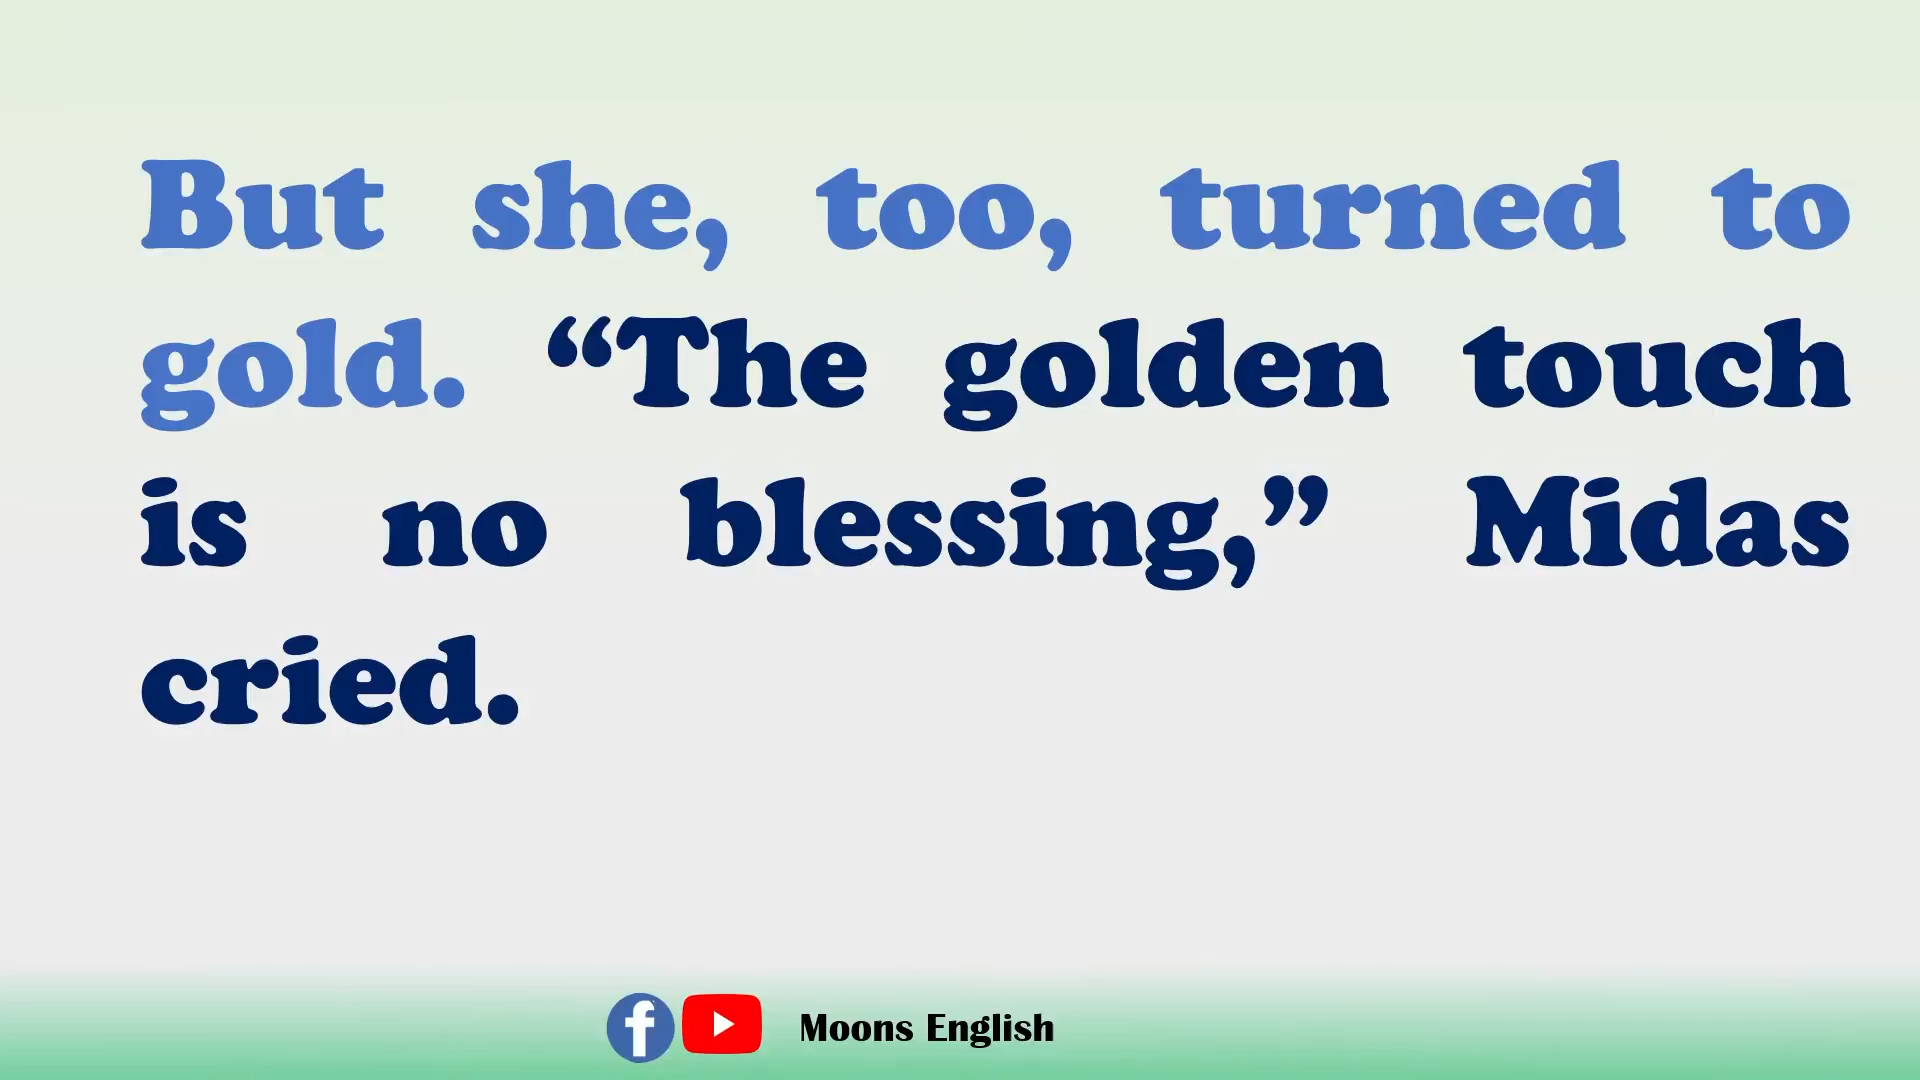 But she, too, turned to
gold. “The golden touch
is no blessing,” Midas
cried.
Moons English